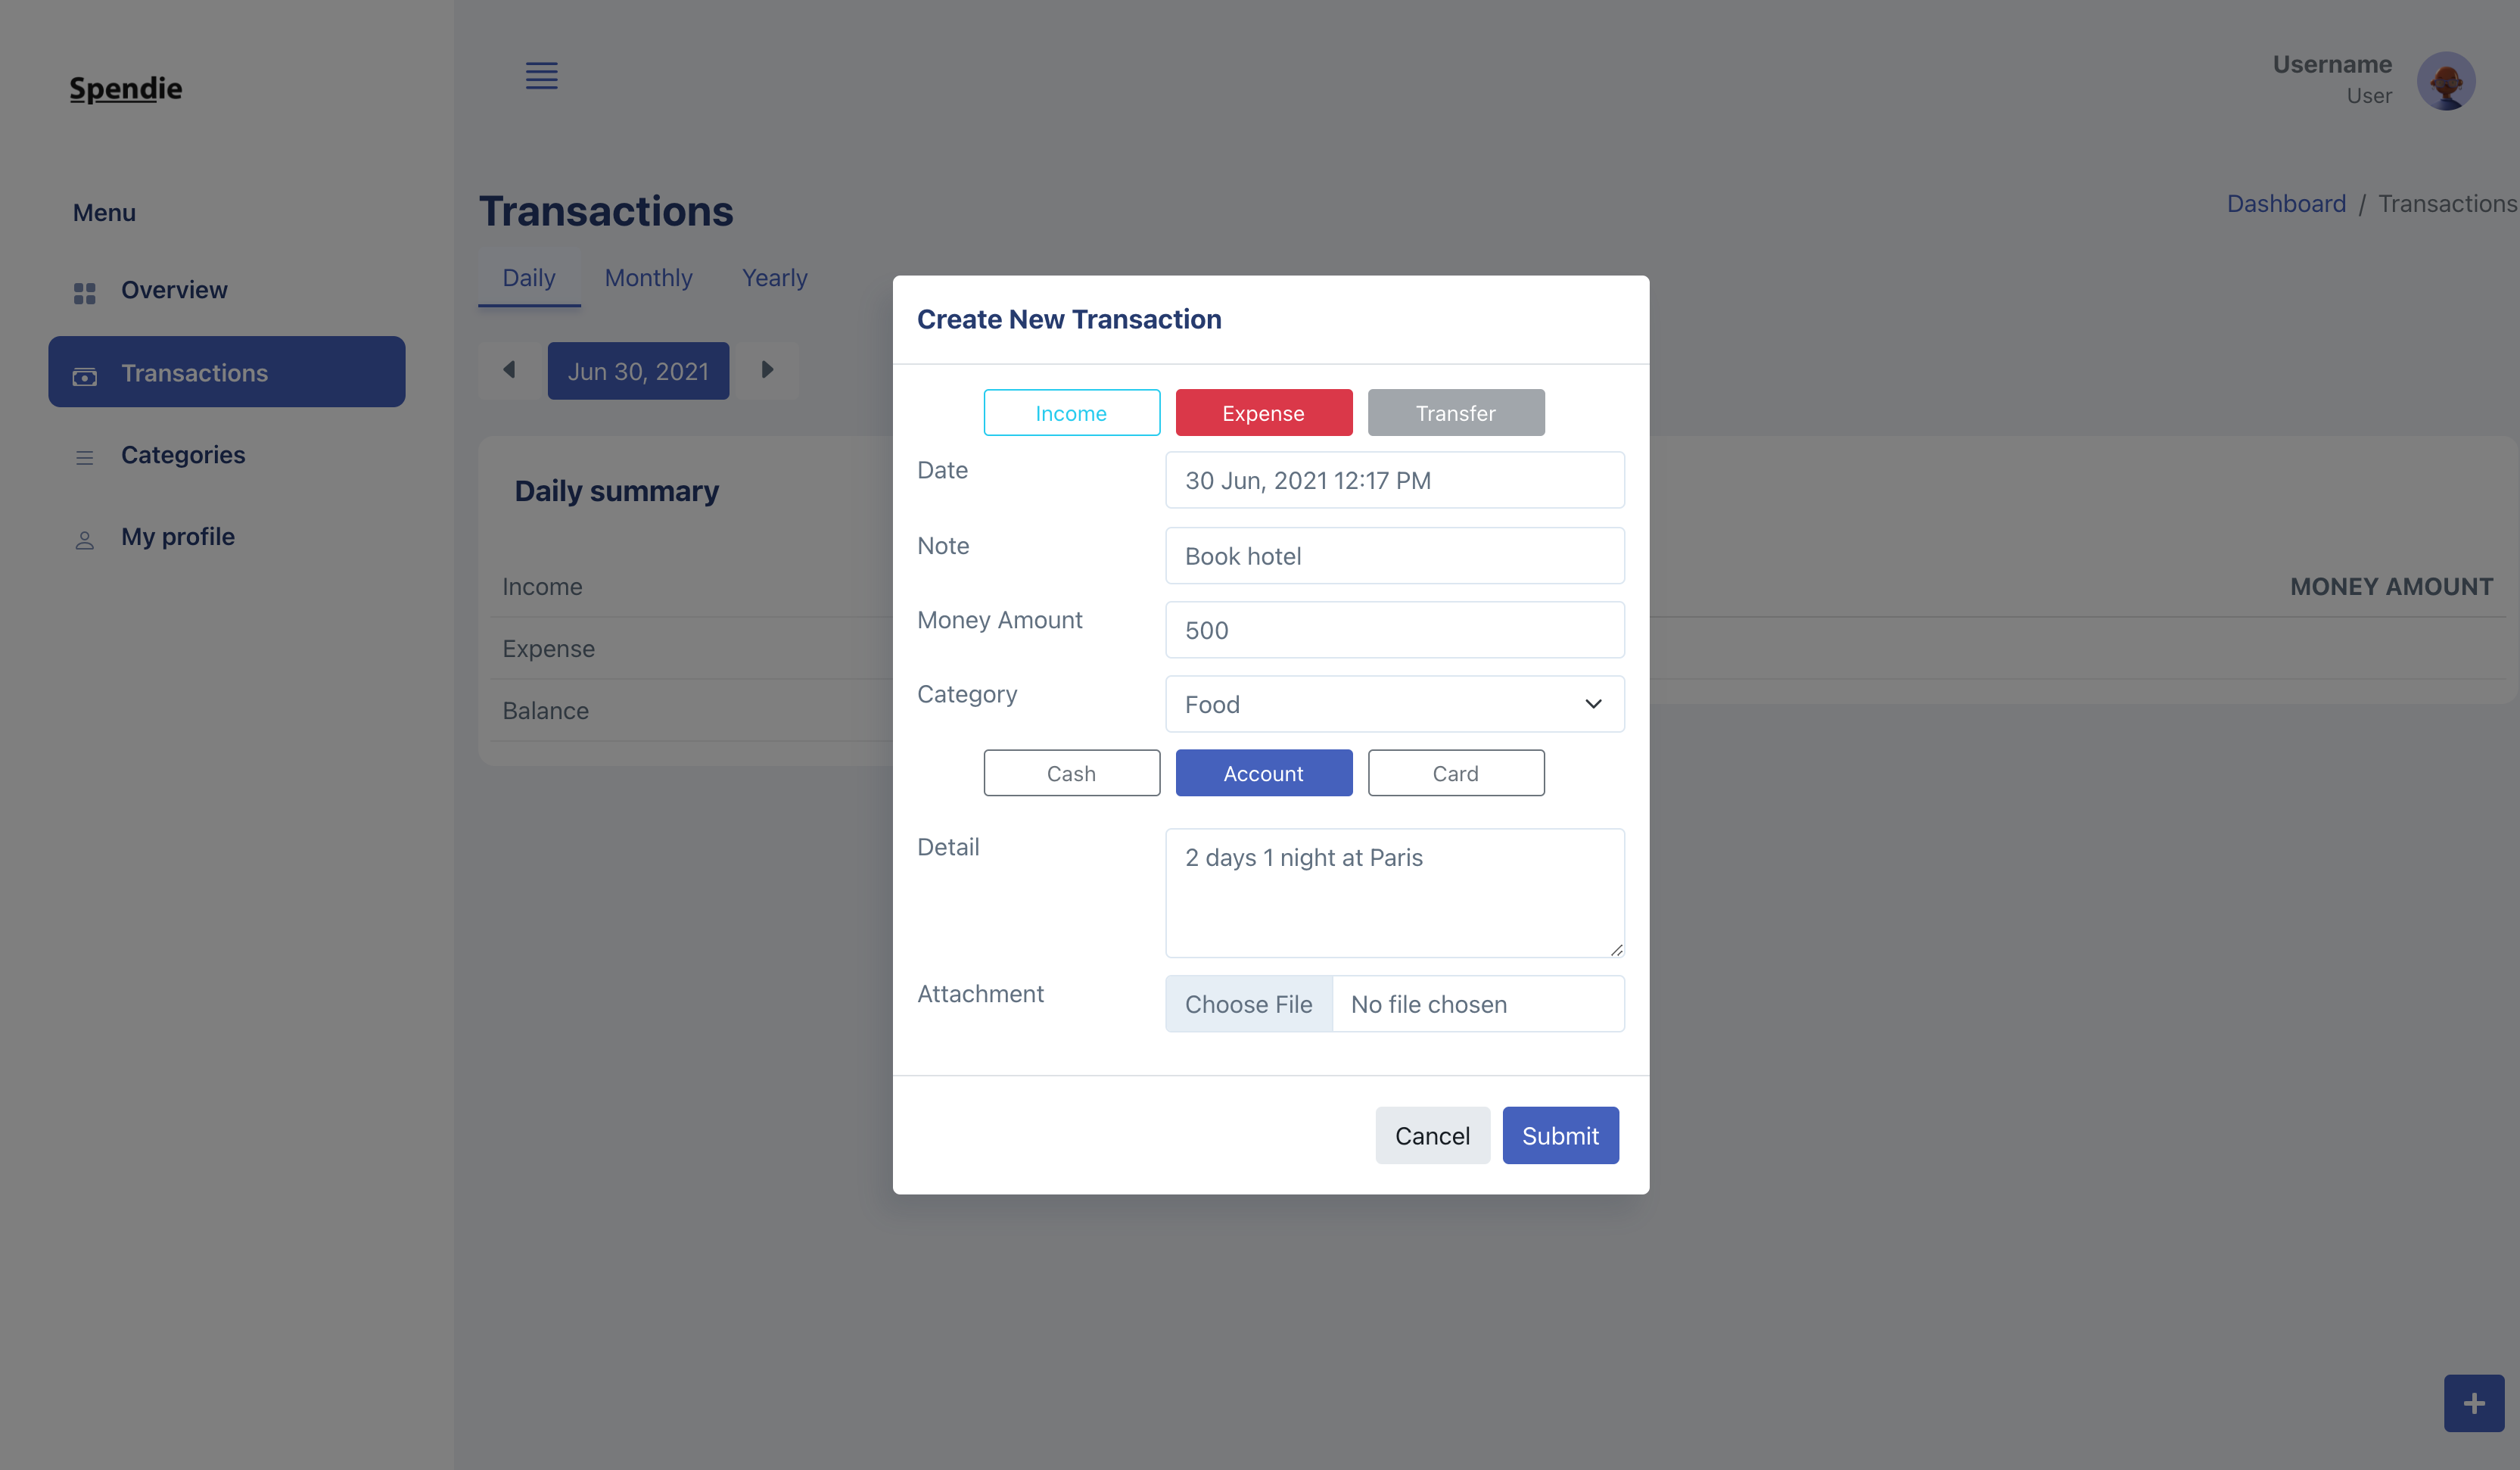 Spendie
Username
User
Menu
Overview
Transactions
Categories
My profile
Transactions
Dashboard / Transactions
Daily Monthly Yearly
Jun 30, 2021
Daily summary
Income
MONEY AMOUNT
Expense
Balance
Create New Transaction
Income Expense Transfer
Date 30 Jun, 2021 12:17 PM
Note Book hotel
Money Amount 500
Category Food
Cash Account Card
Detail 2 days 1 night at Paris
Attachment Choose File No file chosen
Cancel Submit